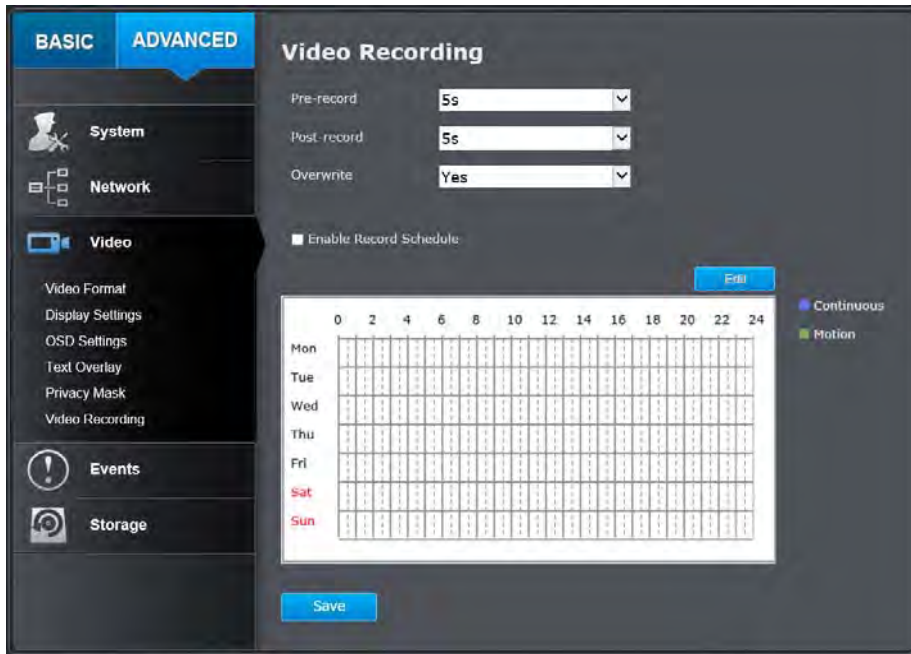 BASIC ADVANCED
System
Network
Video
Video Format
Display Settings
OSD Settings
Text Overlay
Privacy Mask
Video Recording
Events
Storage
Video Recording
Pre-record 5s
Post-record 5s
Overwrite Yes
Enable Record Schedule
Edit
0 2 4 6 8 10 12 14 16 18 20 22 24
Mon
Tue
Wed
Thu
Fri
Sat
Sun
Continuous
Motion
Save